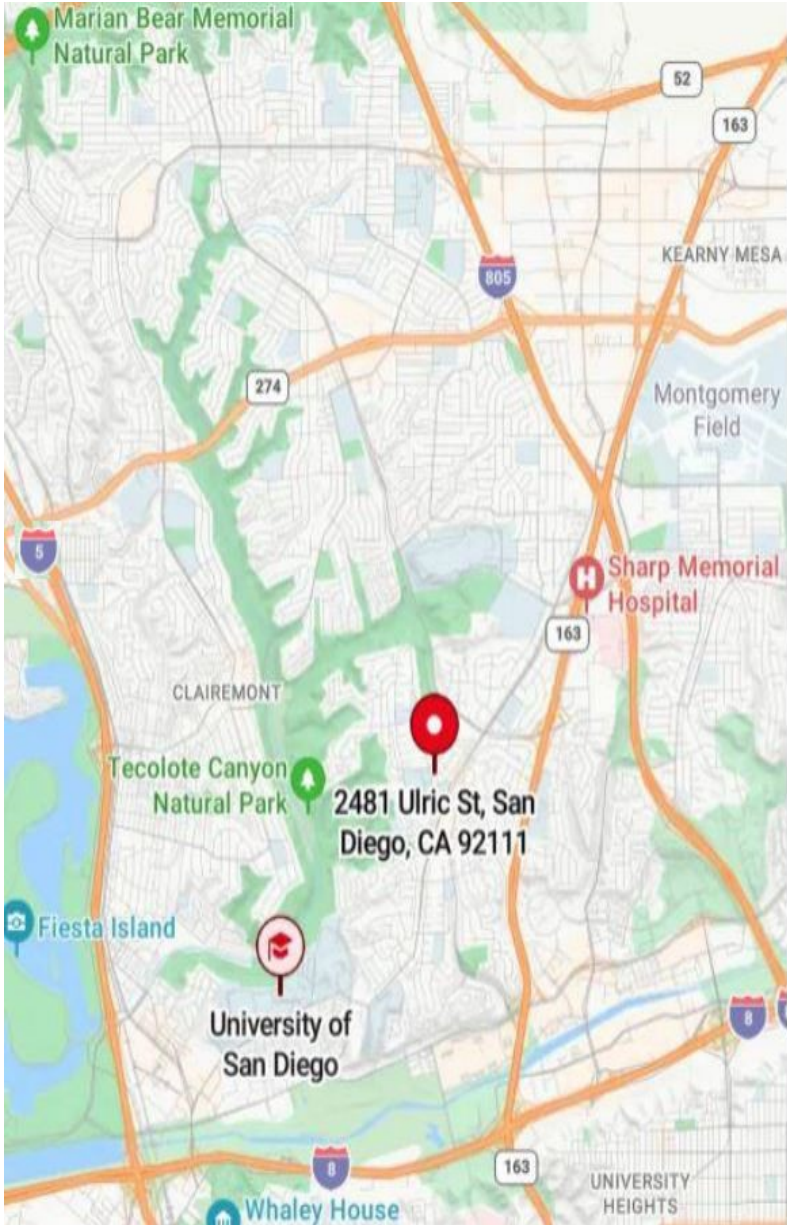 Marian Bear Memorial
Natural Park
52
163
KEARNY MESA
805
274
Montgomery
Field
5
Sharp Memorial
Hospital
163
CLAIREMONT
Tecolote Canyon
Natural Park
2481 Ulric St, San
Diego, CA 92111
Fiesta Island
University of
San Diego
8
8
163
UNIVERSITY
HEIGHTS
Whaley House